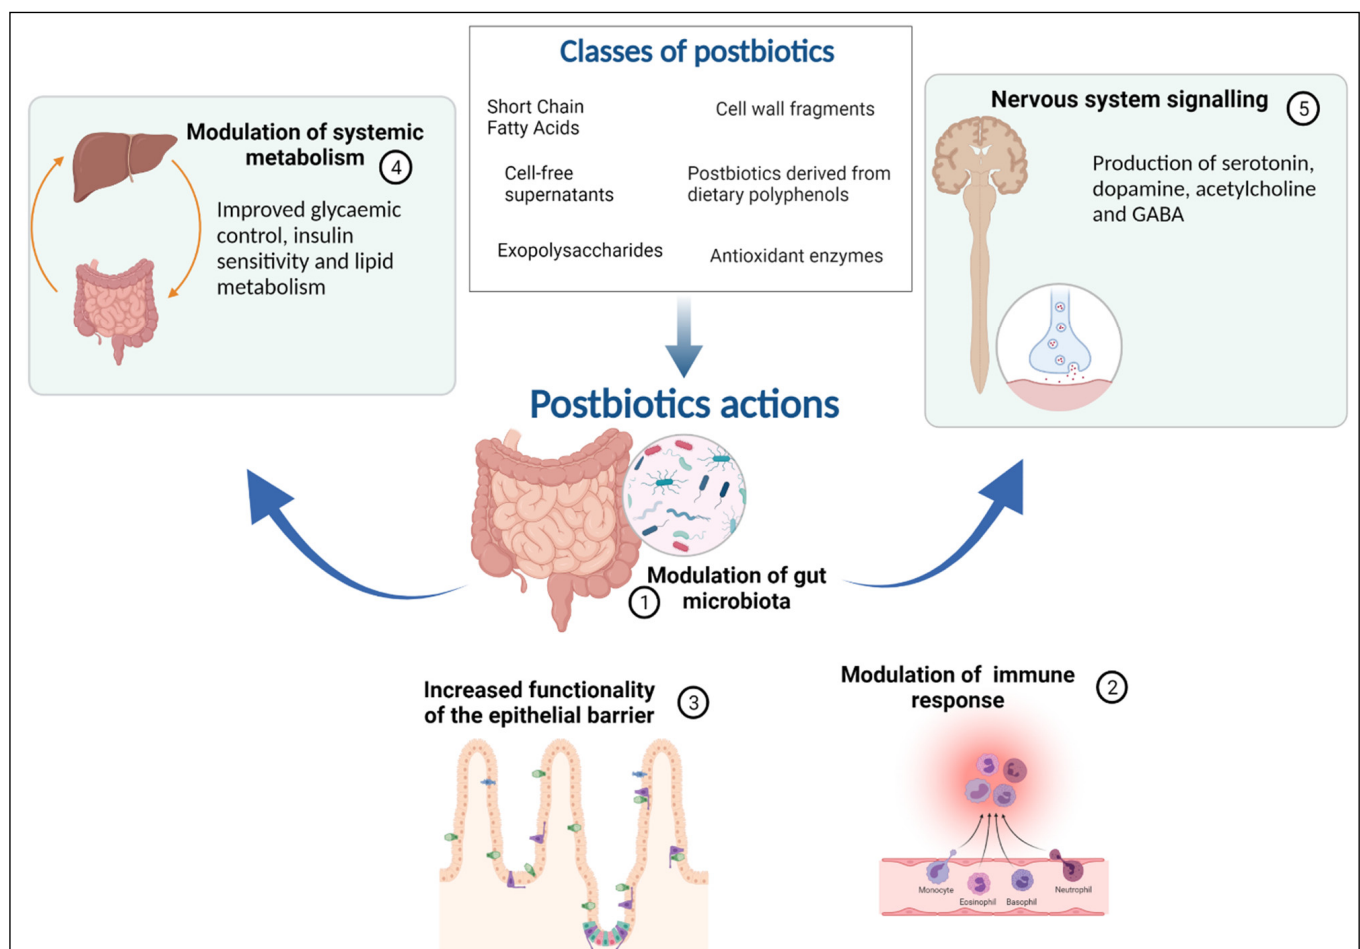 Classes of postbiotics
Short Chain
Fatty Acids
Cell wall fragments
Cell-free
supernatants
Postbiotics derived from
dietary polyphenols
Exopolysaccharides
Antioxidant enzymes
Modulation of systemic
metabolism
4
Improved glycaemic
control, insulin
sensitivity and lipid
metabolism
Nervous system signalling
5
Production of serotonin,
dopamine, acetylcholine
and GABA
Postbiotics actions
Modulation of gut
microbiota
1
Increased functionality
of the epithelial barrier
3
Modulation of immune
response
2
Monocyte
Eosinophil
Basophil
Neutrophil